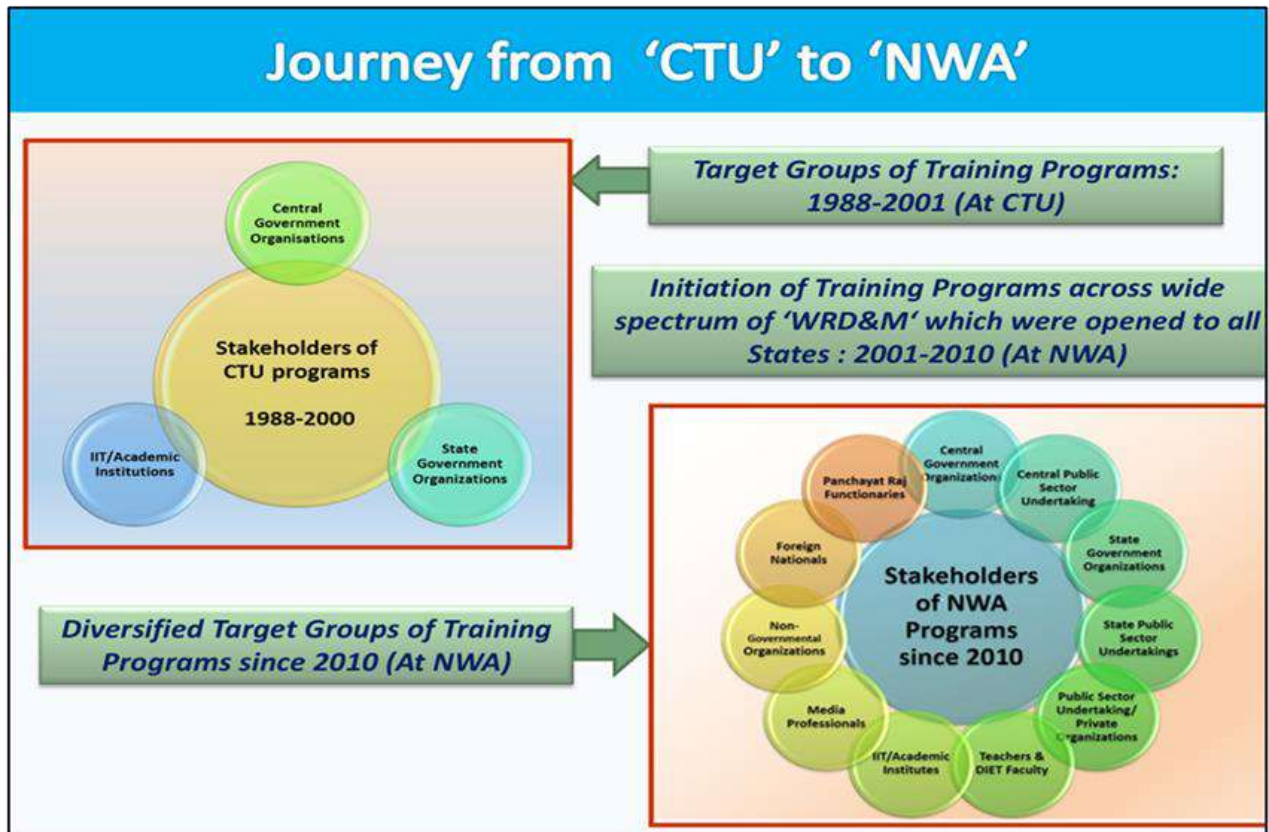 Journey from ‘CTU’ to ‘NWA’
Central
Government
Organisations
Stakeholders of
CTU programs
1988-2000
IIT/Academic
Institutions
State
Government
Organizations
Target Groups of Training Programs:
1988-2001 (At CTU)
Initiation of Training Programs across wide
spectrum of ‘WRD&M‘ which were opened to all
States : 2001-2010 (At NWA)
Diversified Target Groups of Training
Programs since 2010 (At NWA)
Stakeholders
of NWA
Programs
since 2010
Central
Government
Organizations
Central Public
Sector
Undertaking
State
Government
Organizations
State Public
Sector
Undertakings
Public Sector
Undertaking/
Private
Organizations
Teachers &
DIET Faculty
IIT/Academic
Institutes
Media
Professionals
Non-
Governmental
Organizations
Foreign
Nationals
Panchayat Raj
Functionaries